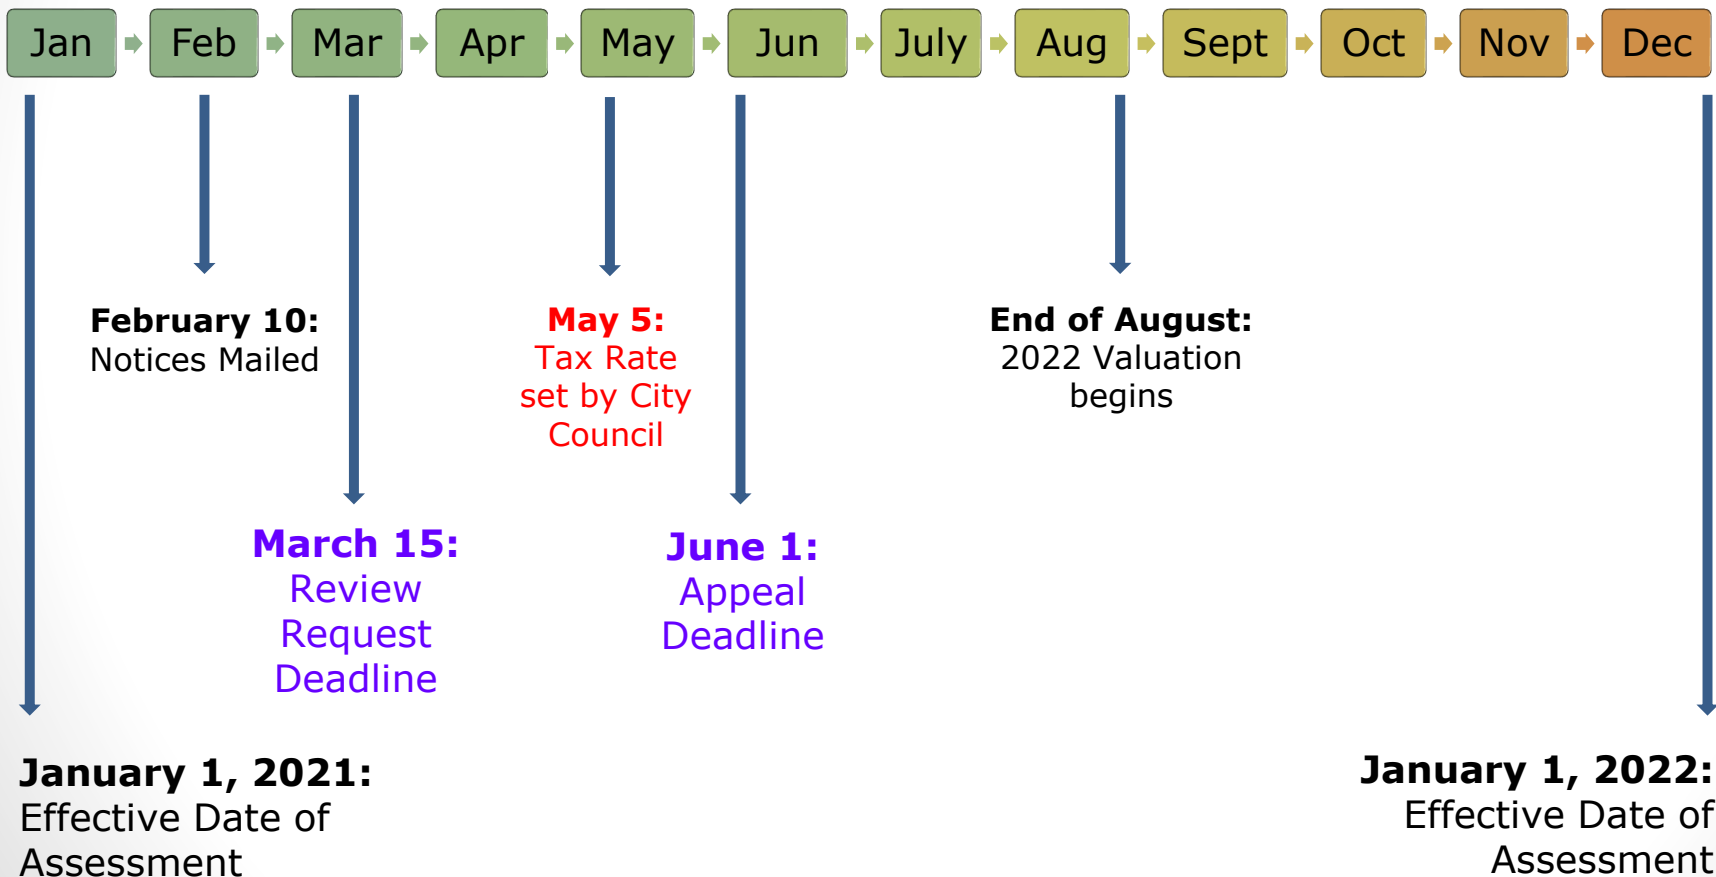 Jan
Feb
Mar
Apr
May
Jun
July
Aug
Sept
Oct
Nov
Dec
February 10:
Notices Mailed
May 5:
Tax Rate
set by City
Council
End of August:
2022 Valuation
begins
March 15:
Review
Request
Deadline
June 1:
Appeal
Deadline
January 1, 2021:
Effective Date of
Assessment
January 1, 2022:
Effective Date of
Assessment